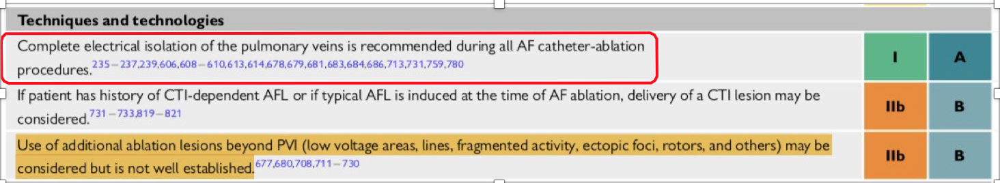 Techniques and technologies
Complete electrical isolation of the pulmonary veins is recommended during all AF catheter-ablation
procedures.235–237,239,606,608–610,613,614,678,679,681,683,684,686,713,731,759,780
I
A
If patient has history of CTI-dependent AFL or if typical AFL is induced at the time of AF ablation, delivery of a CTI lesion may be
considered.731–733,819–821
IIb
B
Use of additional ablation lesions beyond PVI (low voltage areas, lines, fragmented activity, ectopic foci, rotors, and others) may be
considered but is not well established.677,680,708,711–730
IIb
B